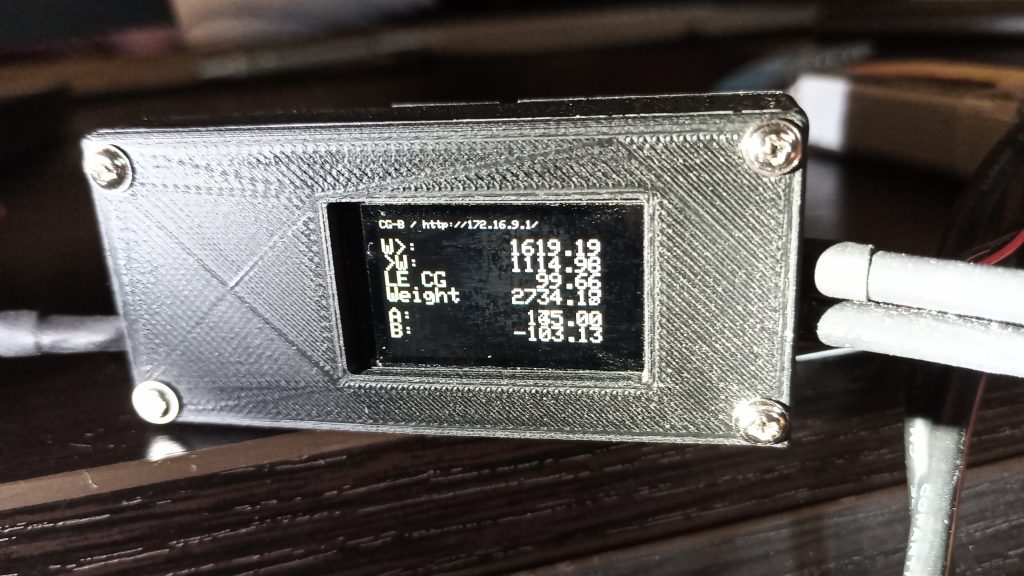 CG-B / http://172.16.9.1/
W>: 1619.19
>W: 1114.96
LE CG 99.66
Weight 2734.18
A: 135.00
B: -103.13